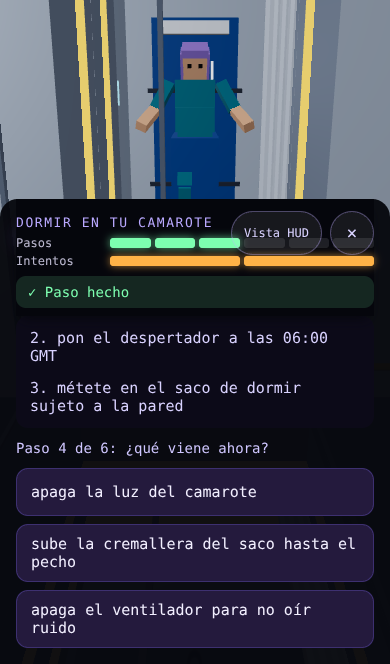 DORMIR EN TU CAMAROTE
Vista HUD
×
Pasos
Intentos
✓ Paso hecho
2. pon el despertador a las 06:00
GMT
3. métete en el saco de dormir
sujeto a la pared
Paso 4 de 6: ¿qué viene ahora?
apaga la luz del camarote
sube la cremallera del saco hasta el
pecho
apaga el ventilador para no oír
ruido